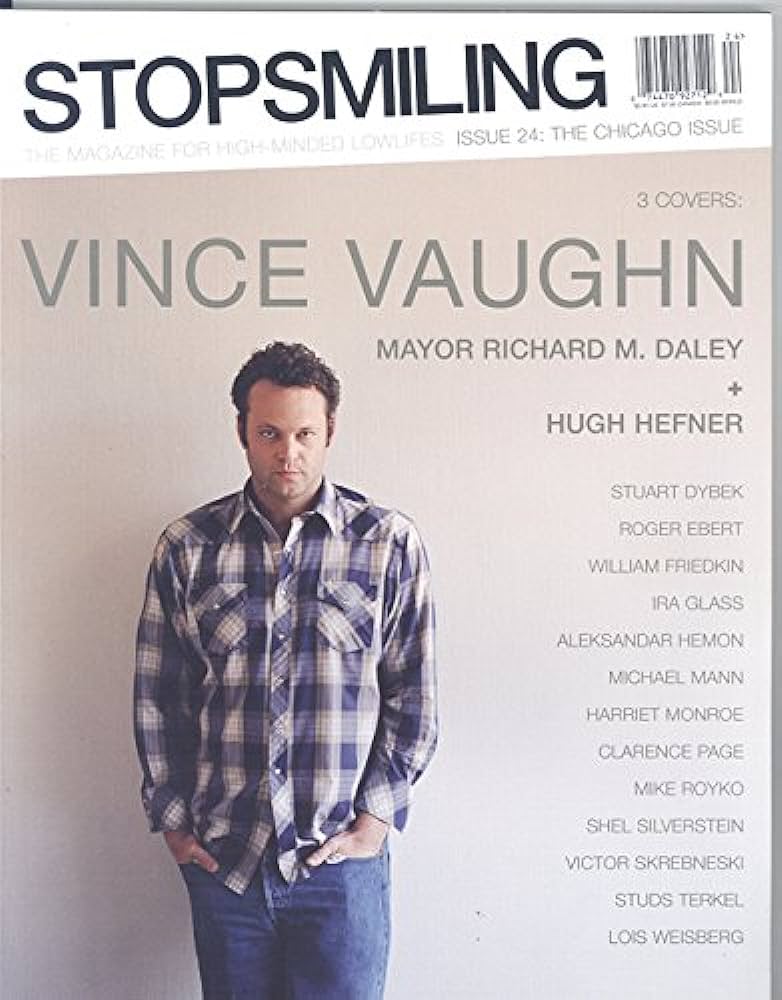 STOPSMILING
THE MAGAZINE FOR HIGH-MINDED LOWLIFES ISSUE 24: THE CHICAGO ISSUE
3 COVERS:
VINCE VAUGHN
MAYOR RICHARD M. DALEY
+
HUGH HEFNER
STUART DYBEK
ROGER EBERT
WILLIAM FRIEDKIN
IRA GLASS
ALEKSANDAR HEMON
MICHAEL MANN
HARRIET MONROE
CLARENCE PAGE
MIKE ROYKO
SHEL SILVERSTEIN
VICTOR SKREBNESKI
STUDS TERKEL
LOIS WEISBERG